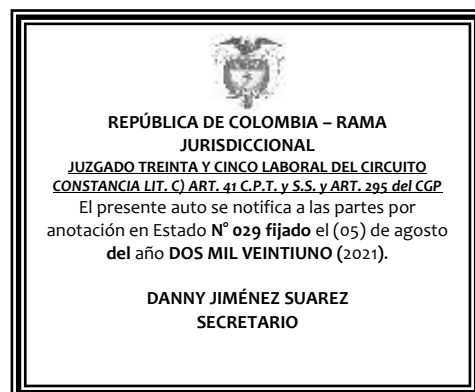 REPÚBLICA DE COLOMBIA – RAMA
JURISDICCIONAL
JUZGADO TREINTA Y CINCO LABORAL DEL CIRCUITO
CONSTANCIA LIT. C) ART. 41 C.P.T. y S.S. y ART. 295 del CGP
El presente auto se notifica a las partes por
anotación en Estado N° 029 fijado el (05) de agosto
del año DOS MIL VEINTIUNO (2021).
DANNY JIMÉNEZ SUAREZ
SECRETARIO